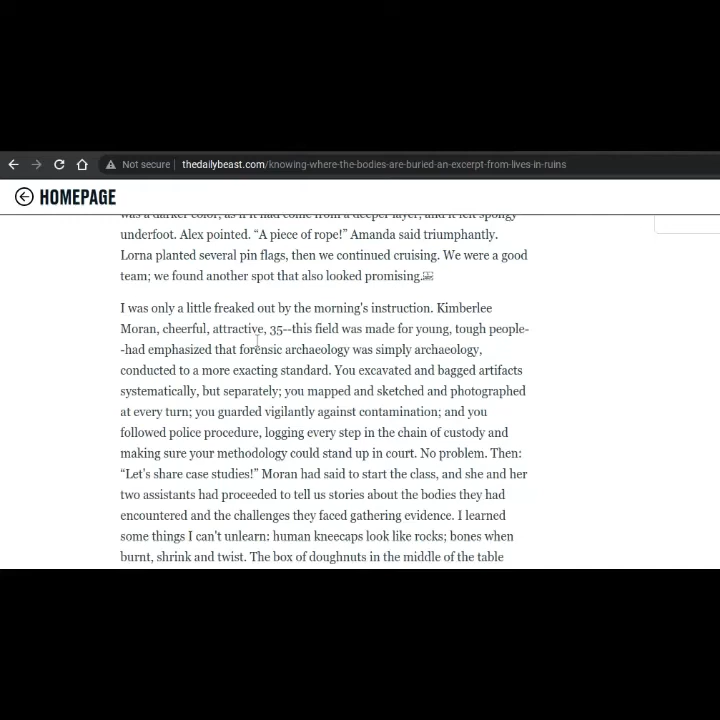 Not secure | thedailybeast.com/knowing-where-the-bodies-are-buried-an-excerpt-from-lives-in-ruins
HOMEPAGE
was a darker color, as if it had come from a deeper layer, and it felt spongy
underfoot. Alex pointed. “A piece of rope!” Amanda said triumphantly.
Lorna planted several pin flags, then we continued cruising. We were a good
team; we found another spot that also looked promising.
I was only a little freaked out by the morning's instruction. Kimberlee
Moran, cheerful, attractive, 35--this field was made for young, tough people-
-had emphasized that forensic archaeology was simply archaeology,
conducted to a more exacting standard. You excavated and bagged artifacts
systematically, but separately; you mapped and sketched and photographed
at every turn; you guarded vigilantly against contamination; and you
followed police procedure, logging every step in the chain of custody and
making sure your methodology could stand up in court. No problem. Then:
“Let's share case studies!” Moran had said to start the class, and she and her
two assistants had proceeded to tell us stories about the bodies they had
encountered and the challenges they faced gathering evidence. I learned
some things I can't unlearn: human kneecaps look like rocks; bones when
burnt, shrink and twist. The box of doughnuts in the middle of the table